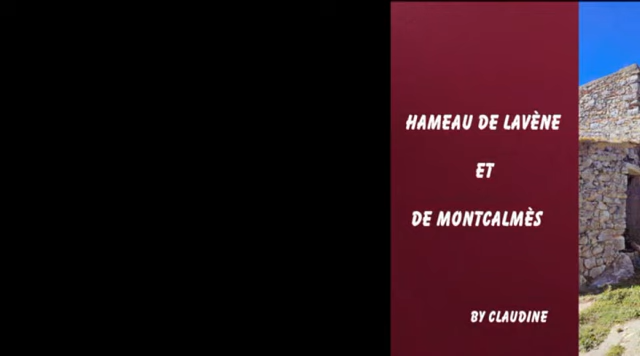 HAMEAU DE LAVÈNE
ET
DE MONTCALMÈS
BY CLAUDINE